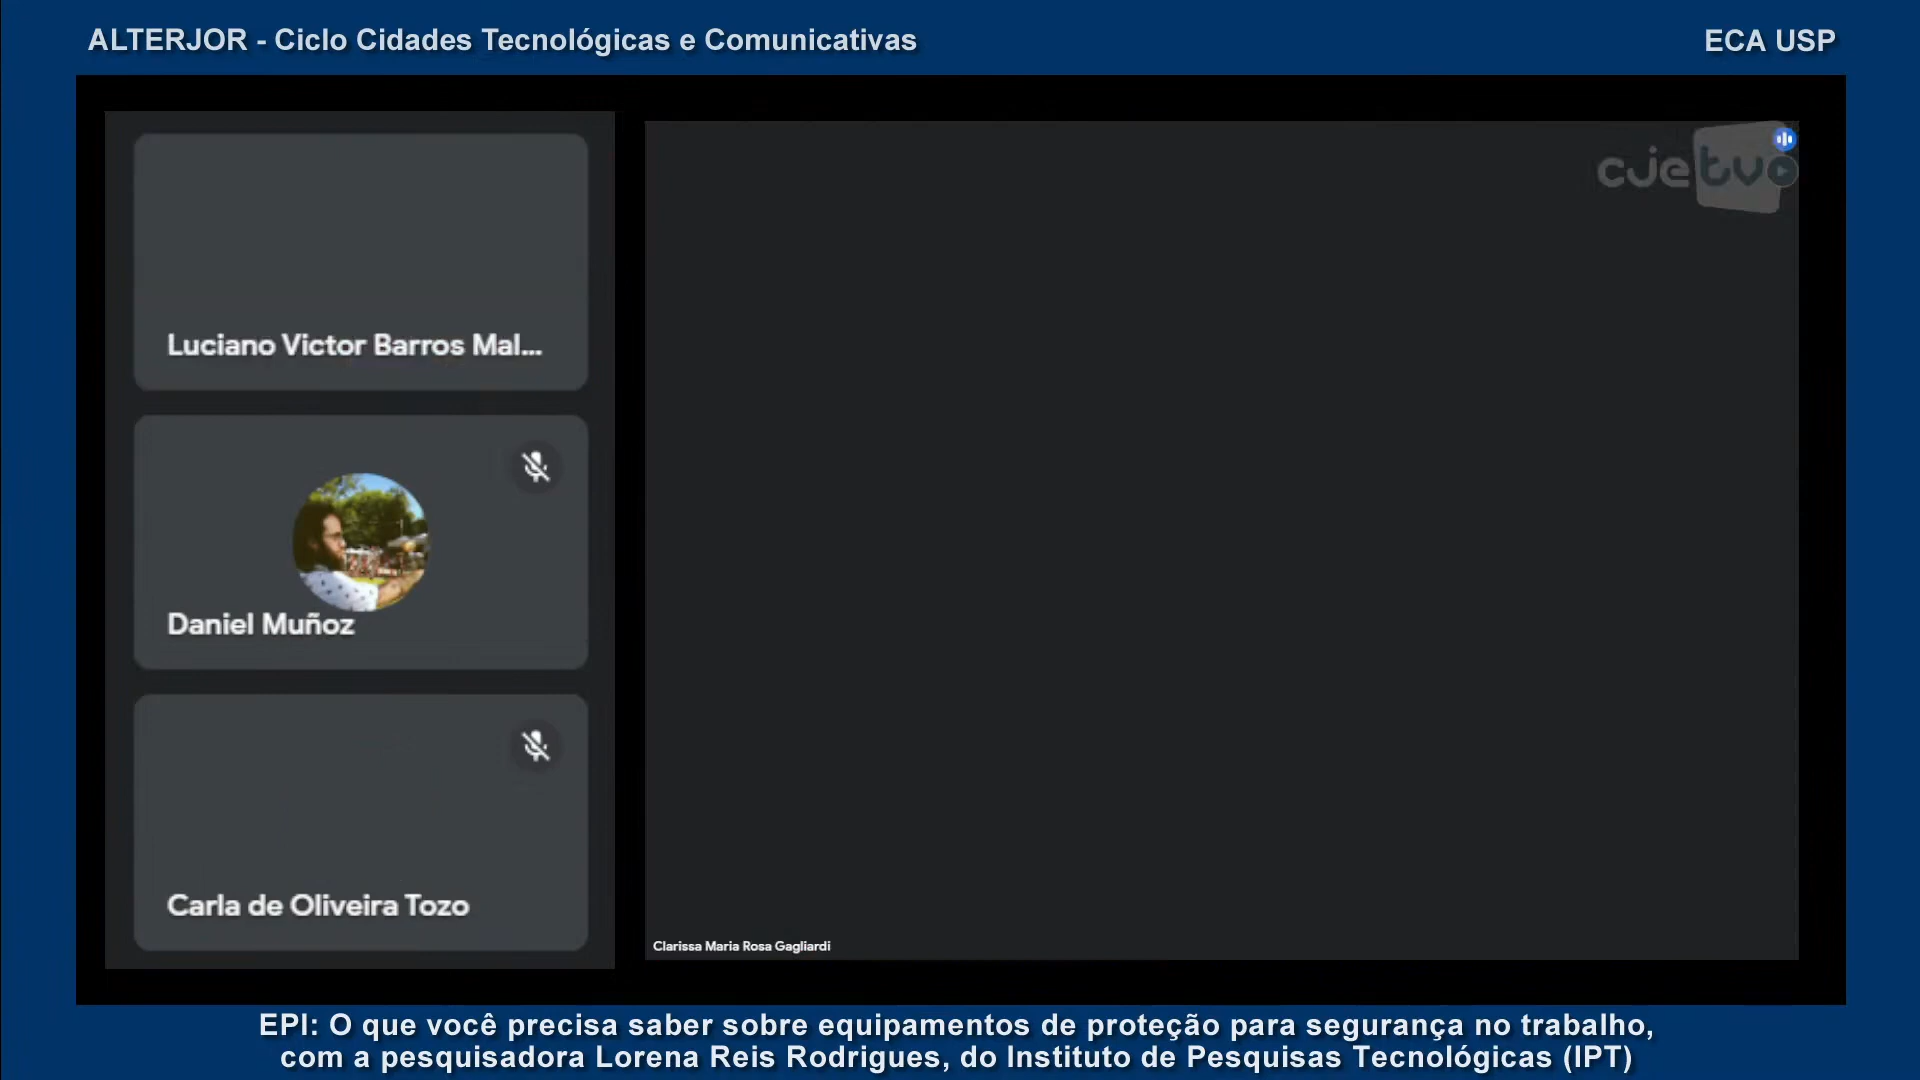 ALTERJOR - Ciclo Cidades Tecnológicas e Comunicativas
ECA USP
cjetv
Luciano Victor Barros Mal...
Daniel Muñoz
Carla de Oliveira Tozo
Clarissa Maria Rosa Gagliardi
EPI: O que você precisa saber sobre equipamentos de proteção para segurança no trabalho,
com a pesquisadora Lorena Reis Rodrigues, do Instituto de Pesquisas Tecnológicas (IPT)